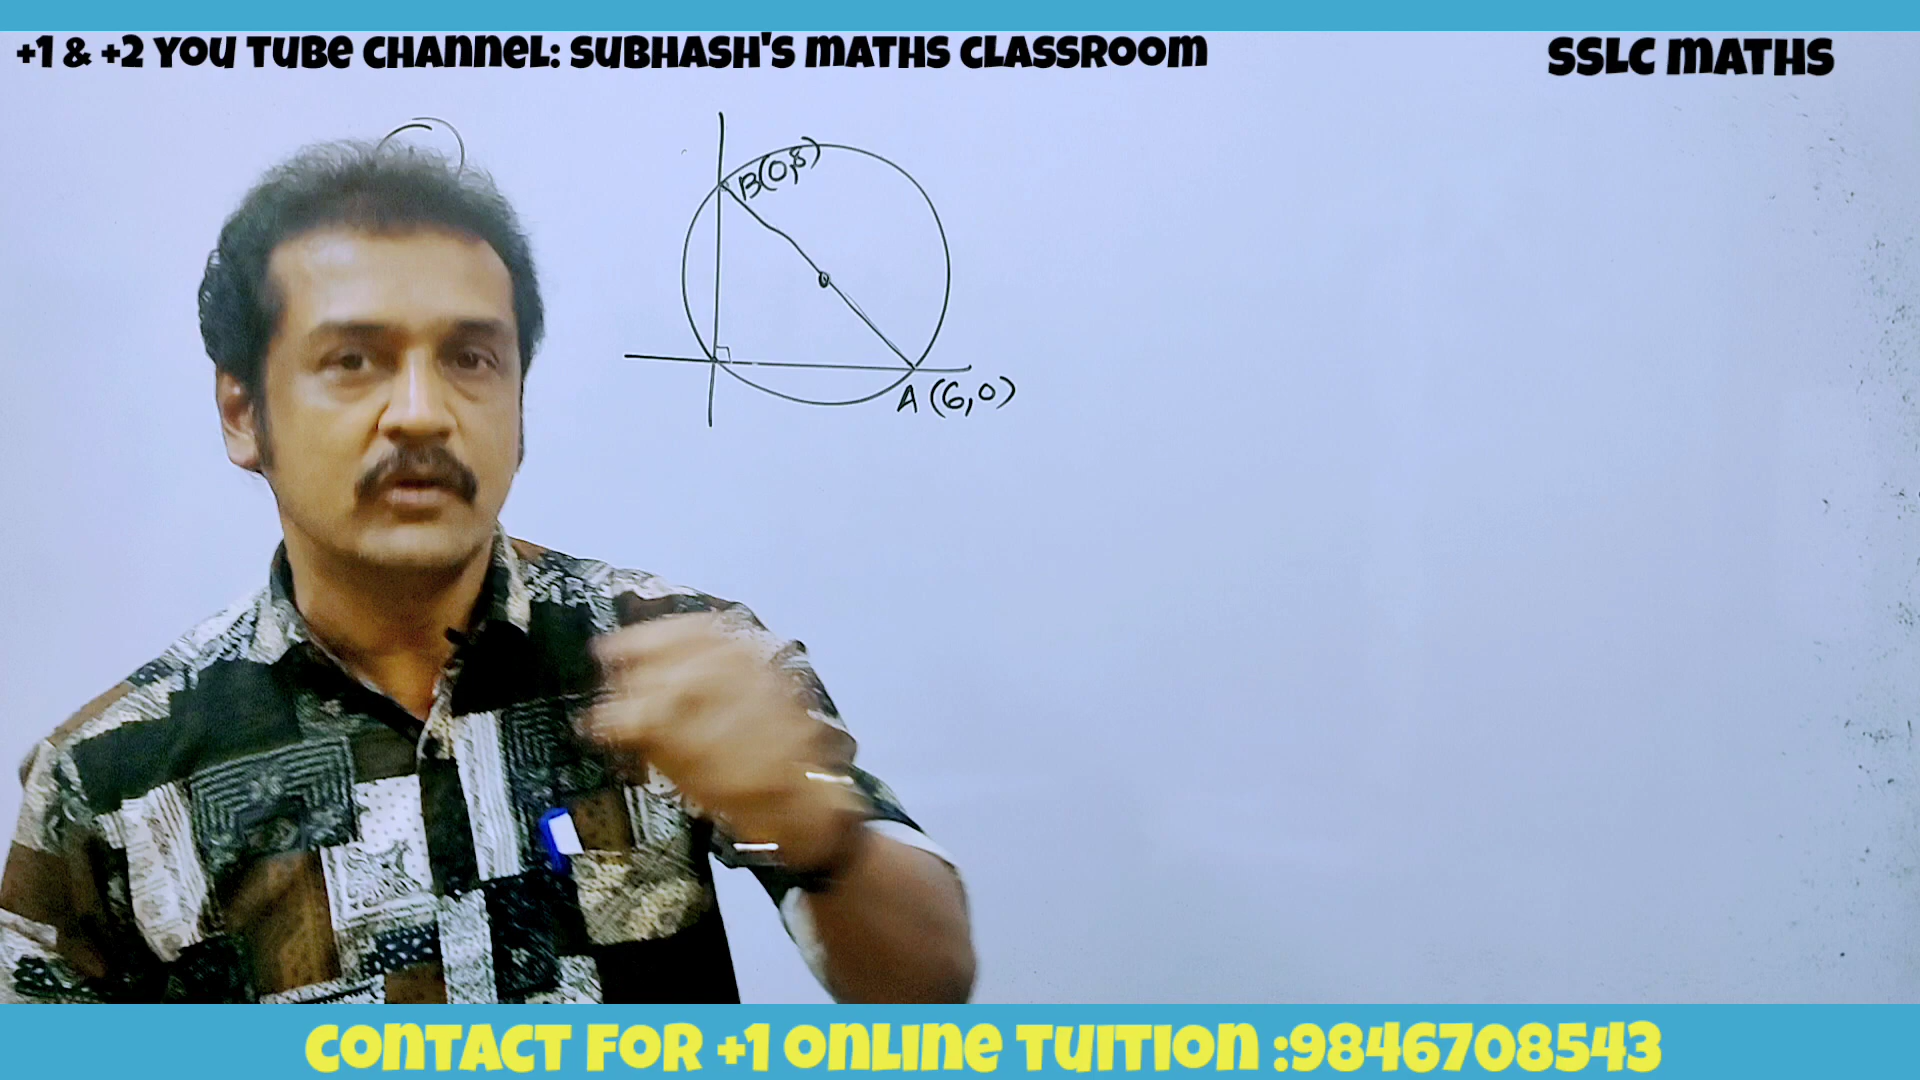 +1 & +2 YOU TUBE CHANNEL: SUBHASH'S MATHS CLASSROOM
SSLC MATHS
B(0,8)
A (6,0)
CONTACT FOR +1 ONLINE TUITION :9846708543